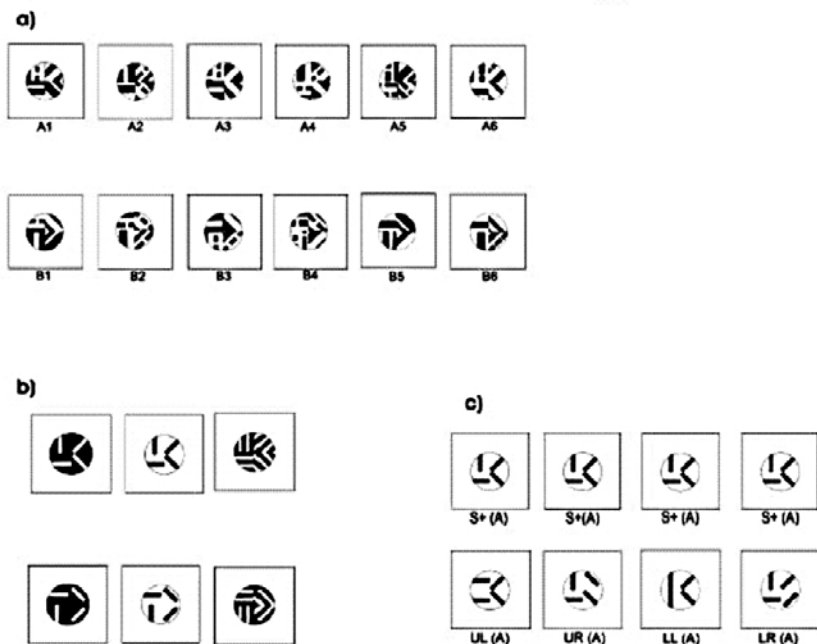 a)
A1 A2 A3 A4 A5 A6
B1 B2 B3 B4 B5 B6
b)
c)
S+ (A) S+(A) S+ (A) S+ (A)
UL (A) UR (A) LL (A) LR (A)